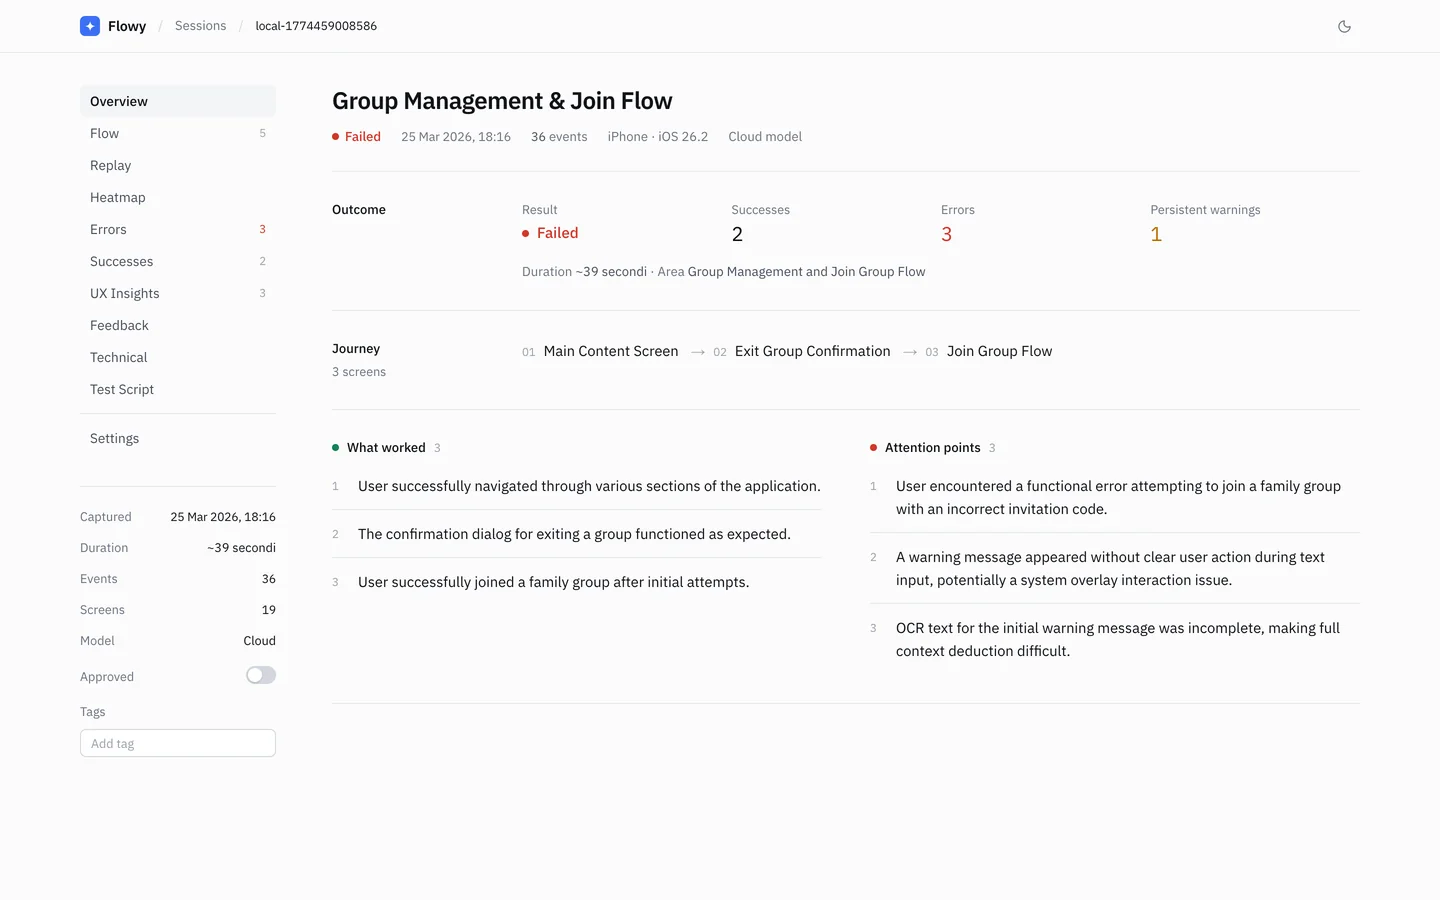 Flowy / Sessions / local-1774459008586
Overview
Flow 5
Replay
Heatmap
Errors 3
Successes 2
UX Insights 3
Feedback
Technical
Test Script
Settings
Captured 25 Mar 2026, 18:16
Duration ~39 secondi
Events 36
Screens 19
Model Cloud
Approved
Tags
Add tag
Group Management & Join Flow
Failed 25 Mar 2026, 18:16 36 events iPhone · iOS 26.2 Cloud model
Outcome
Result Successes Errors Persistent warnings
Failed 2 3 1
Duration ~39 secondi · Area Group Management and Join Group Flow
Journey
3 screens
01 Main Content Screen → 02 Exit Group Confirmation → 03 Join Group Flow
What worked 3
1 User successfully navigated through various sections of the application.
2 The confirmation dialog for exiting a group functioned as expected.
3 User successfully joined a family group after initial attempts.
Attention points 3
1 User encountered a functional error attempting to join a family group
with an incorrect invitation code.
2 A warning message appeared without clear user action during text
input, potentially a system overlay interaction issue.
3 OCR text for the initial warning message was incomplete, making full
context deduction difficult.